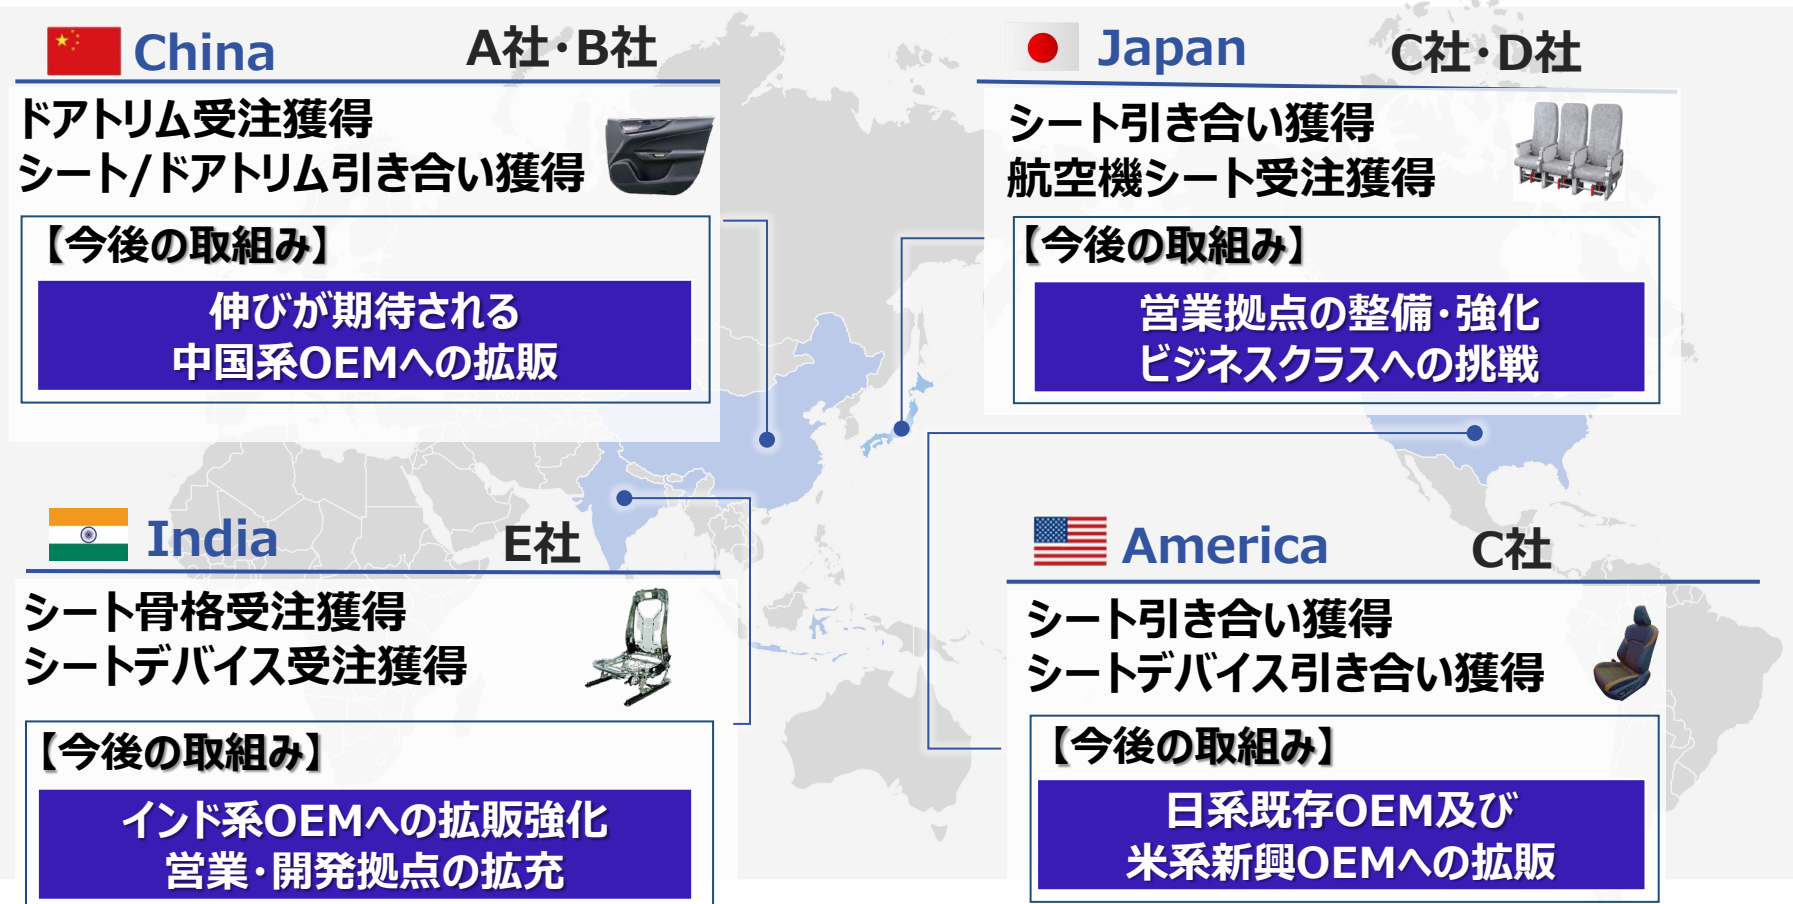 China A社・B社
ドアトリム受注獲得
シート/ドアトリム引き合い獲得
【今後の取組み】
伸びが期待される
中国系OEMへの拡販
Japan C社・D社
シート引き合い獲得
航空機シート受注獲得
【今後の取組み】
営業拠点の整備・強化
ビジネスクラスへの挑戦
India E社
シート骨格受注獲得
シートデバイス受注獲得
【今後の取組み】
インド系OEMへの拡販強化
営業・開発拠点の拡充
America C社
シート引き合い獲得
シートデバイス引き合い獲得
【今後の取組み】
日系既存OEM及び
米系新興OEMへの拡販